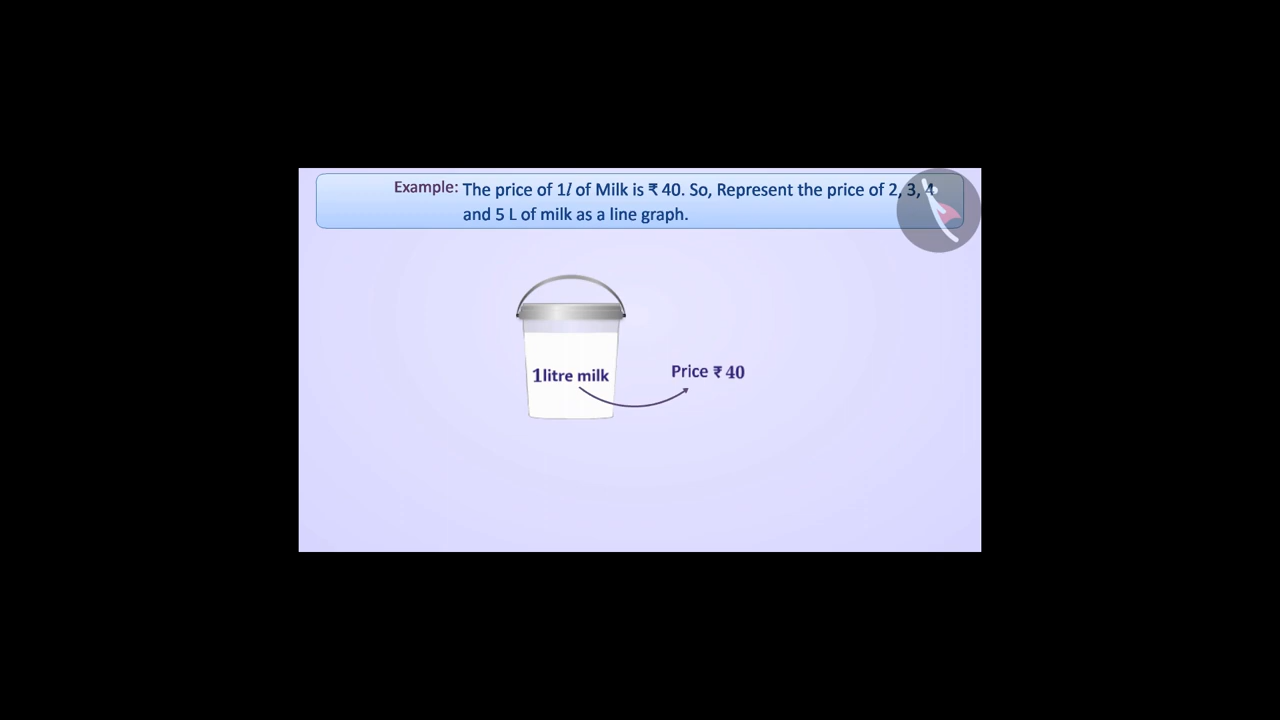 Example: The price of 1l of Milk is ₹ 40. So, Represent the price of 2, 3, 4
and 5 L of milk as a line graph.
1litre milk
Price ₹ 40